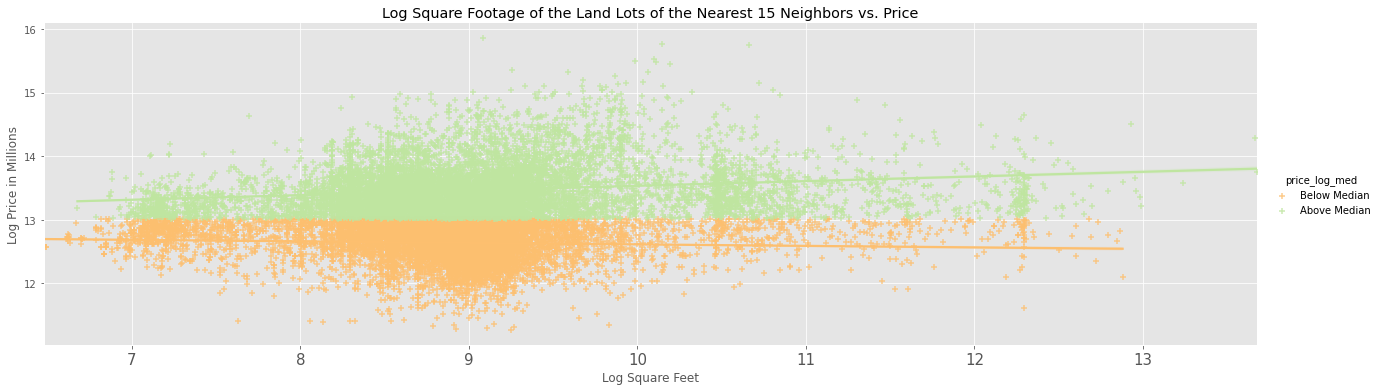 Log Square Footage of the Land Lots of the Nearest 15 Neighbors vs. Price
16
15
14
13
12
Log Price in Millions
7 8 9 10 11 12 13
Log Square Feet
price_log_med
Below Median
Above Median